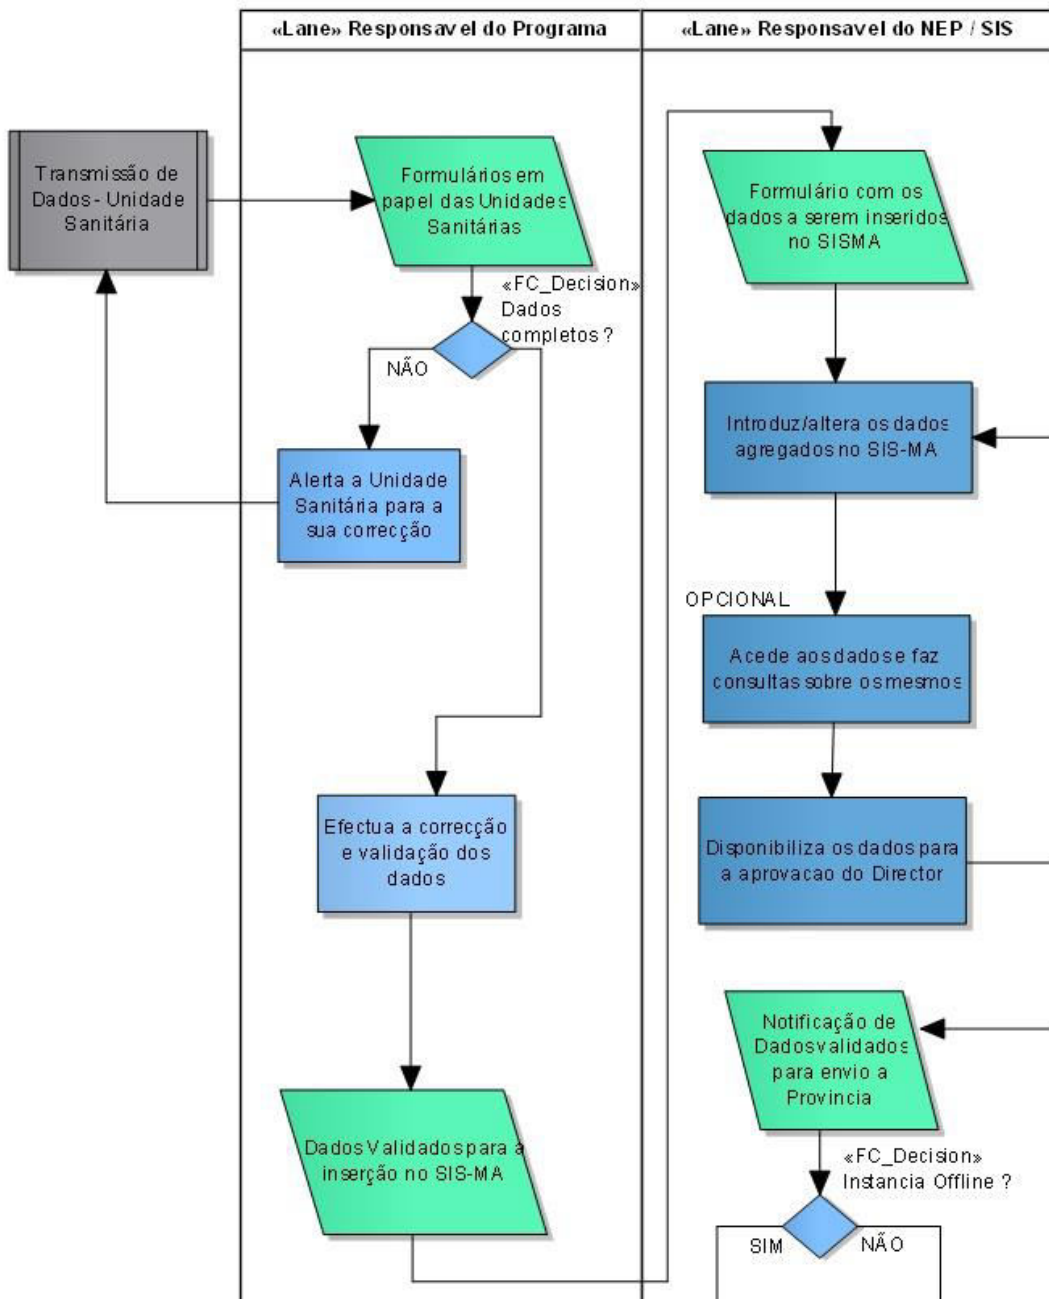 «Lane» Responsavel do Programa
«Lane» Responsavel do NEP / SIS
Transmissão de
Dados - Unidade
Sanitária
Formulários em
papel das Unidades
Sanitárias
«FC_Decision»
Dados
completos ?
NÃO
Alerta a Unidade
Sanitária para a
sua correcção
Efectua a correcção
e validação dos
dados
Dados Validados para a
inserção no SIS-MA
Formulário com os
dados a serem inseridos
no SISMA
Introduz/altera os dados
agregados no SIS-MA
OPCIONAL
Acede aos dados e faz
consultas sobre os mesmos
Disponibiliza os dados para
a aprovacao do Director
Notificação de
Dados validados
para envio a
Provincia
«FC_Decision»
Instancia Offline ?
SIM
NÃO